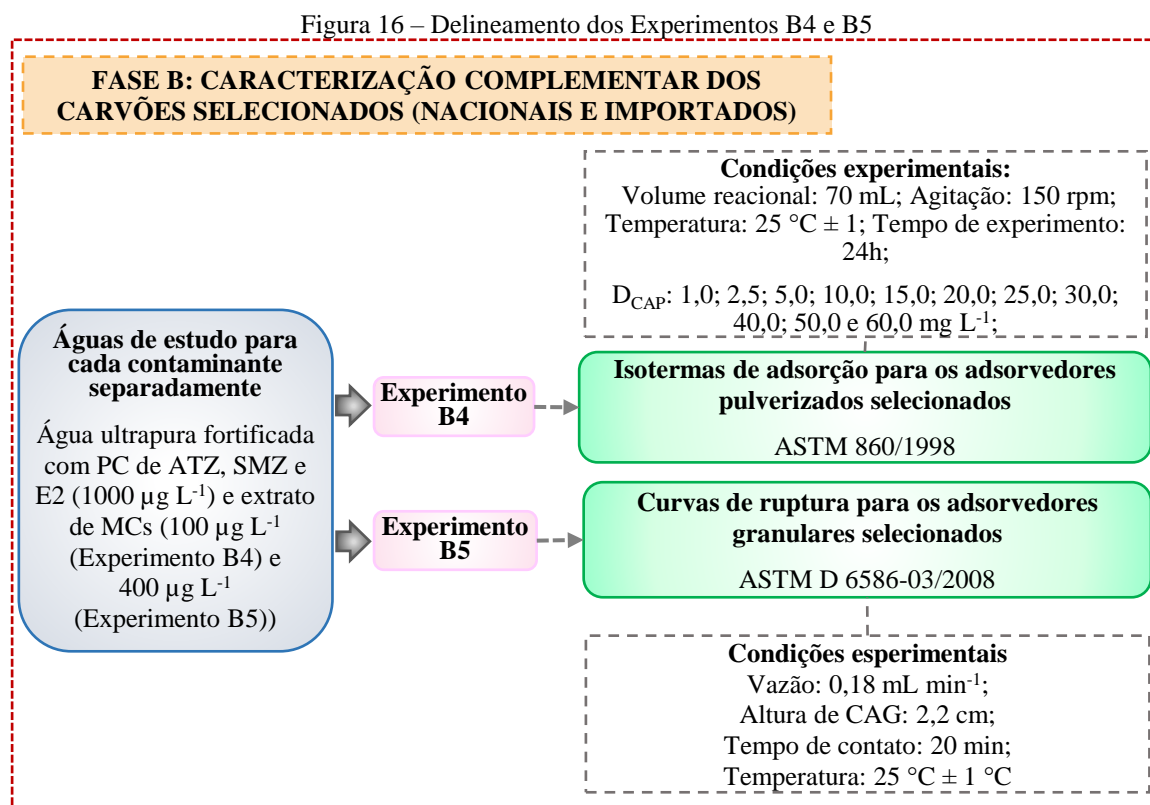 Figura 16 – Delineamento dos Experimentos B4 e B5
FASE B: CARACTERIZAÇÃO COMPLEMENTAR DOS
CARVÕES SELECIONADOS (NACIONAIS E IMPORTADOS)
Condições experimentais:
Volume reacional: 70 mL; Agitação: 150 rpm;
Temperatura: 25 °C ± 1; Tempo de experimento:
24h;
D_CAP: 1,0; 2,5; 5,0; 10,0; 15,0; 20,0; 25,0; 30,0;
40,0; 50,0 e 60,0 mg L⁻¹;
Águas de estudo para
cada contaminante
separadamente
Água ultrapura fortificada
com PC de ATZ, SMZ e
E2 (1000 µg L⁻¹) e extrato
de MCs (100 µg L⁻¹
(Experimento B4) e
400 µg L⁻¹
(Experimento B5))
Experimento
B4
Isotermas de adsorção para os adsorvedores
pulverizados selecionados
ASTM 860/1998
Experimento
B5
Curvas de ruptura para os adsorvedores
granulares selecionados
ASTM D 6586-03/2008
Condições esperimentais
Vazão: 0,18 mL min⁻¹;
Altura de CAG: 2,2 cm;
Tempo de contato: 20 min;
Temperatura: 25 °C ± 1 °C